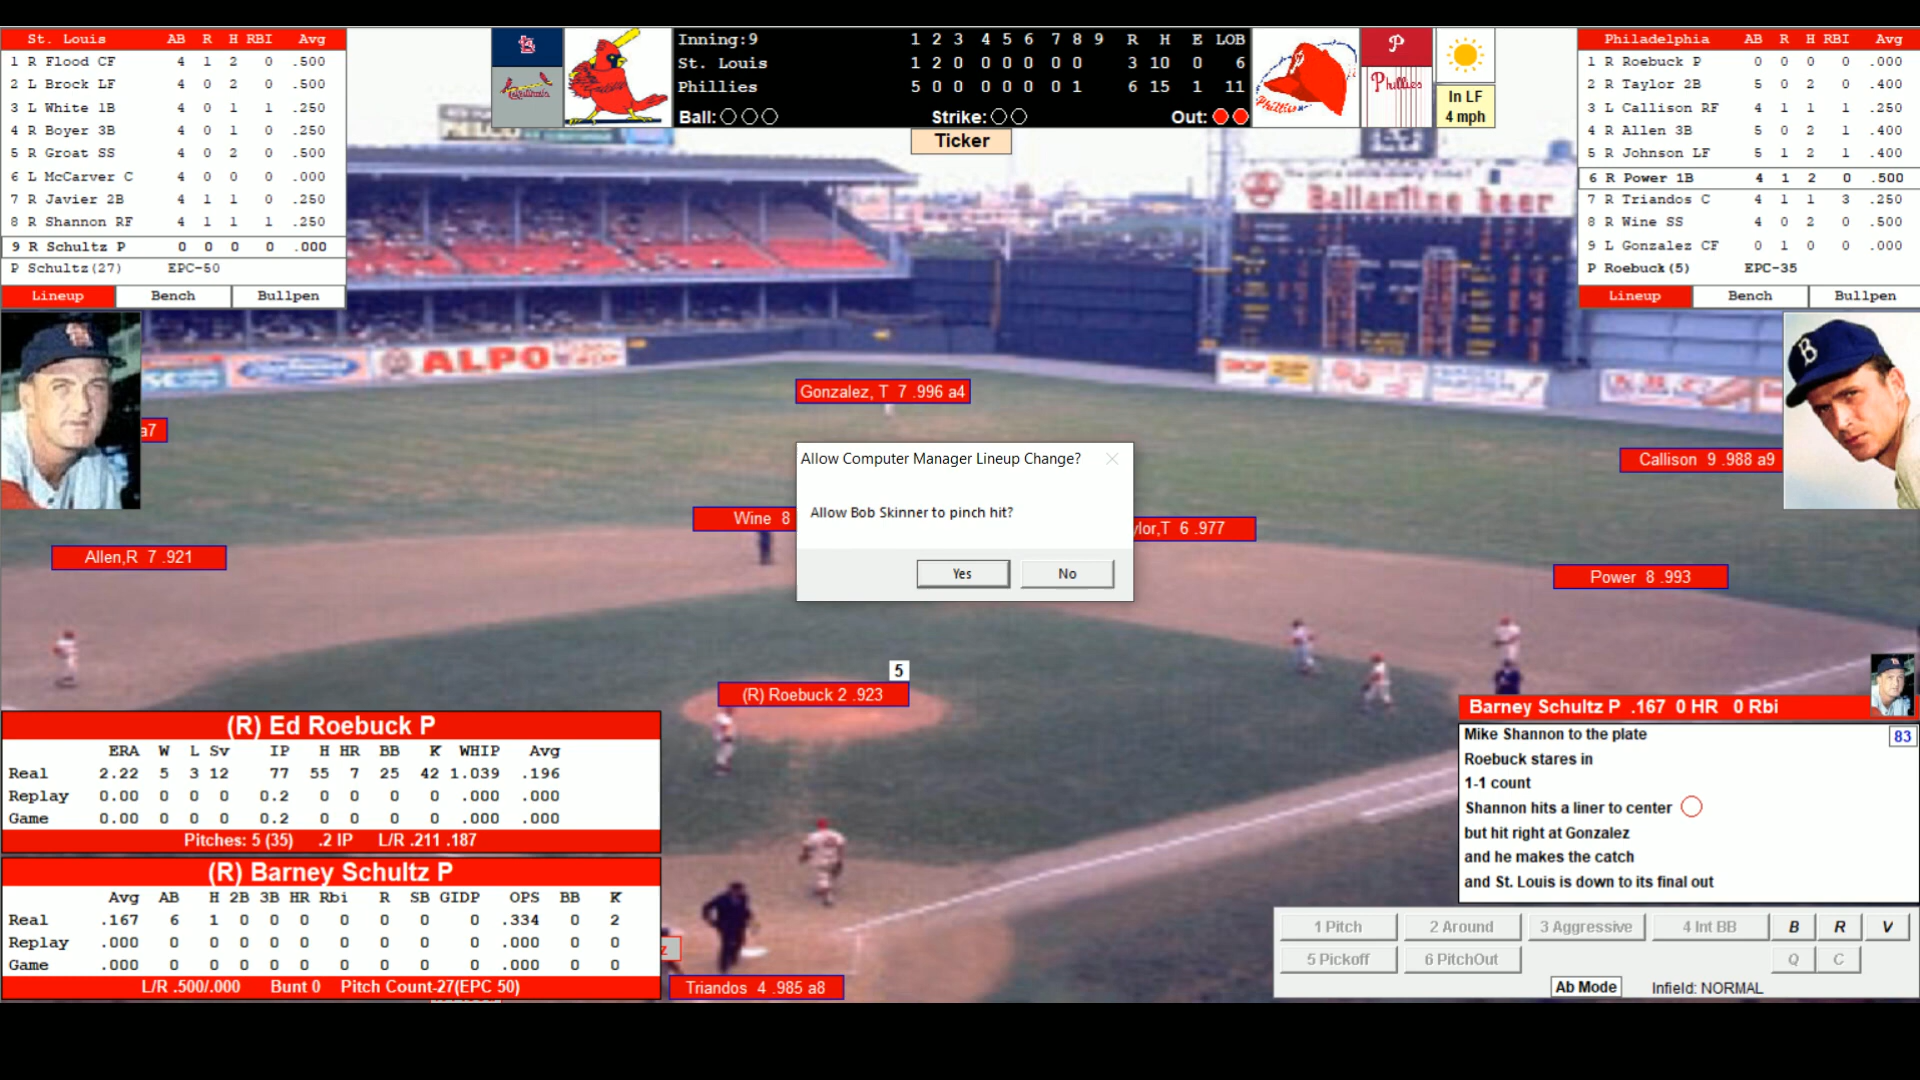 St. Louis AB R H RBI Avg
1 R Flood CF 4 1 2 0 .500
2 L Brock LF 4 0 2 0 .500
3 L White 1B 4 0 1 1 .250
4 R Boyer 3B 4 0 1 0 .250
5 R Groat SS 4 0 2 0 .500
6 L McCarver C 4 0 0 0 .000
7 R Javier 2B 4 1 1 0 .250
8 R Shannon RF 4 1 1 1 .250
9 R Schultz P 0 0 0 0 .000
P Schultz(27) EPC-50
Lineup Bench Bullpen
Inning:9 1 2 3 4 5 6 7 8 9 R H E LOB
St. Louis 1 2 0 0 0 0 0 0 3 10 0 6
Phillies 5 0 0 0 0 0 0 1 6 15 1 11
Ball: Strike: Out:
Ticker
Phillies
P
Phillies
In LF
4 mph
Philadelphia AB R H RBI Avg
1 R Roebuck P 0 0 0 0 .000
2 R Taylor 2B 5 0 2 0 .400
3 L Callison RF 4 1 1 1 .250
4 R Allen 3B 5 0 2 1 .400
5 R Johnson LF 5 1 2 1 .400
6 R Power 1B 4 1 2 0 .500
7 R Triandos C 4 1 1 3 .250
8 R Wine SS 4 0 2 0 .500
9 L Gonzalez CF 0 1 0 0 .000
P Roebuck(5) EPC-35
Lineup Bench Bullpen
Ballantine beer
ALPO
B
Gonzalez, T 7 .996 a4
a7
Callison 9 .988 a9
Allow Computer Manager Lineup Change?
Allow Bob Skinner to pinch hit?
Yes No
Wine 8
ylor,T 6 .977
Allen,R 7 .921
Power 8 .993
5
(R) Roebuck 2 .923
(R) Ed Roebuck P
ERA W L Sv IP H HR BB K WHIP Avg
Real 2.22 5 3 12 77 55 7 25 42 1.039 .196
Replay 0.00 0 0 0 0.2 0 0 0 0 .000 .000
Game 0.00 0 0 0 0.2 0 0 0 0 .000 .000
Pitches: 5 (35) .2 IP L/R .211 .187
(R) Barney Schultz P
Avg AB H 2B 3B HR Rbi R SB GIDP OPS BB K
Real .167 6 1 0 0 0 0 0 0 0 .334 0 2
Replay .000 0 0 0 0 0 0 0 0 0 .000 0 0
Game .000 0 0 0 0 0 0 0 0 0 .000 0 0
L/R .500/.000 Bunt 0 Pitch Count-27(EPC 50)
z
Triandos 4 .985 a8
Barney Schultz P .167 0 HR 0 Rbi
Mike Shannon to the plate 83
Roebuck stares in
1-1 count
Shannon hits a liner to center
but hit right at Gonzalez
and he makes the catch
and St. Louis is down to its final out
1 Pitch 2 Around 3 Aggressive 4 Int BB B R V
5 Pickoff 6 PitchOut Q C
Ab Mode Infield: NORMAL